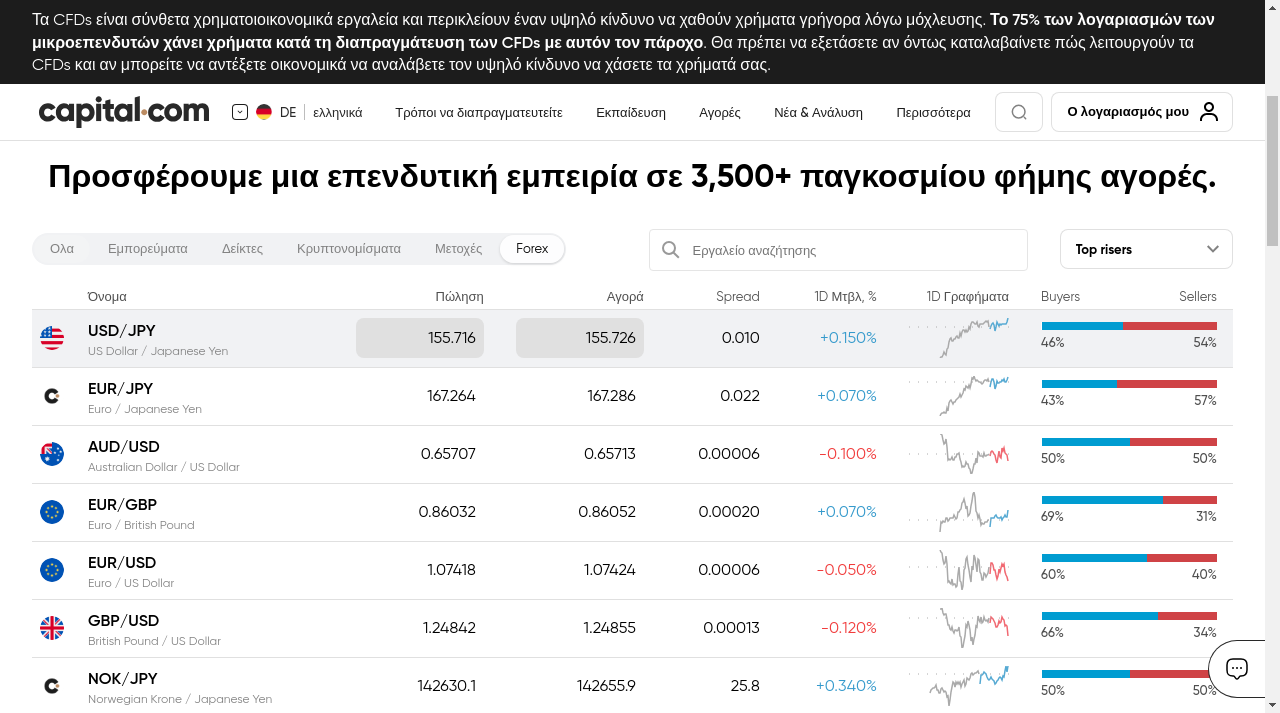 Τα CFDs είναι σύνθετα χρηματοιοικονομικά εργαλεία και περικλείουν έναν υψηλό κίνδυνο να χαθούν χρήματα γρήγορα λόγω μόχλευσης. Το 75% των λογαριασμών των
μικροεπενδυτών χάνει χρήματα κατά τη διαπραγμάτευση των CFDs με αυτόν τον πάροχο. Θα πρέπει να εξετάσετε αν όντως καταλαβαίνετε πώς λειτουργούν τα
CFDs και αν μπορείτε να αντέξετε οικονομικά να αναλάβετε τον υψηλό κίνδυνο να χάσετε τα χρήματά σας.
capital.com DE ελληνικά Τρόποι να διαπραγματευτείτε Εκπαίδευση Αγορές Νέα & Ανάλυση Περισσότερα Ο λογαριασμός μου
Προσφέρουμε μια επενδυτική εμπειρία σε 3,500+ παγκοσμίου φήμης αγορές.
Ολα Εμπορεύματα Δείκτες Κρυπτονομίσματα Μετοχές Forex Εργαλείο αναζήτησης Top risers
Όνομα Πώληση Αγορά Spread 1D Μτβλ, % 1D Γραφήματα Buyers Sellers
USD/JPY 155.716 155.726 0.010 +0.150%
US Dollar / Japanese Yen 46% 54%
EUR/JPY 167.264 167.286 0.022 +0.070%
Euro / Japanese Yen 43% 57%
AUD/USD 0.65707 0.65713 0.00006 -0.100%
Australian Dollar / US Dollar 50% 50%
EUR/GBP 0.86032 0.86052 0.00020 +0.070%
Euro / British Pound 69% 31%
EUR/USD 1.07418 1.07424 0.00006 -0.050%
Euro / US Dollar 60% 40%
GBP/USD 1.24842 1.24855 0.00013 -0.120%
British Pound / US Dollar 66% 34%
NOK/JPY 142630.1 142655.9 25.8 +0.340%
Norwegian Krone / Japanese Yen 50% 50%